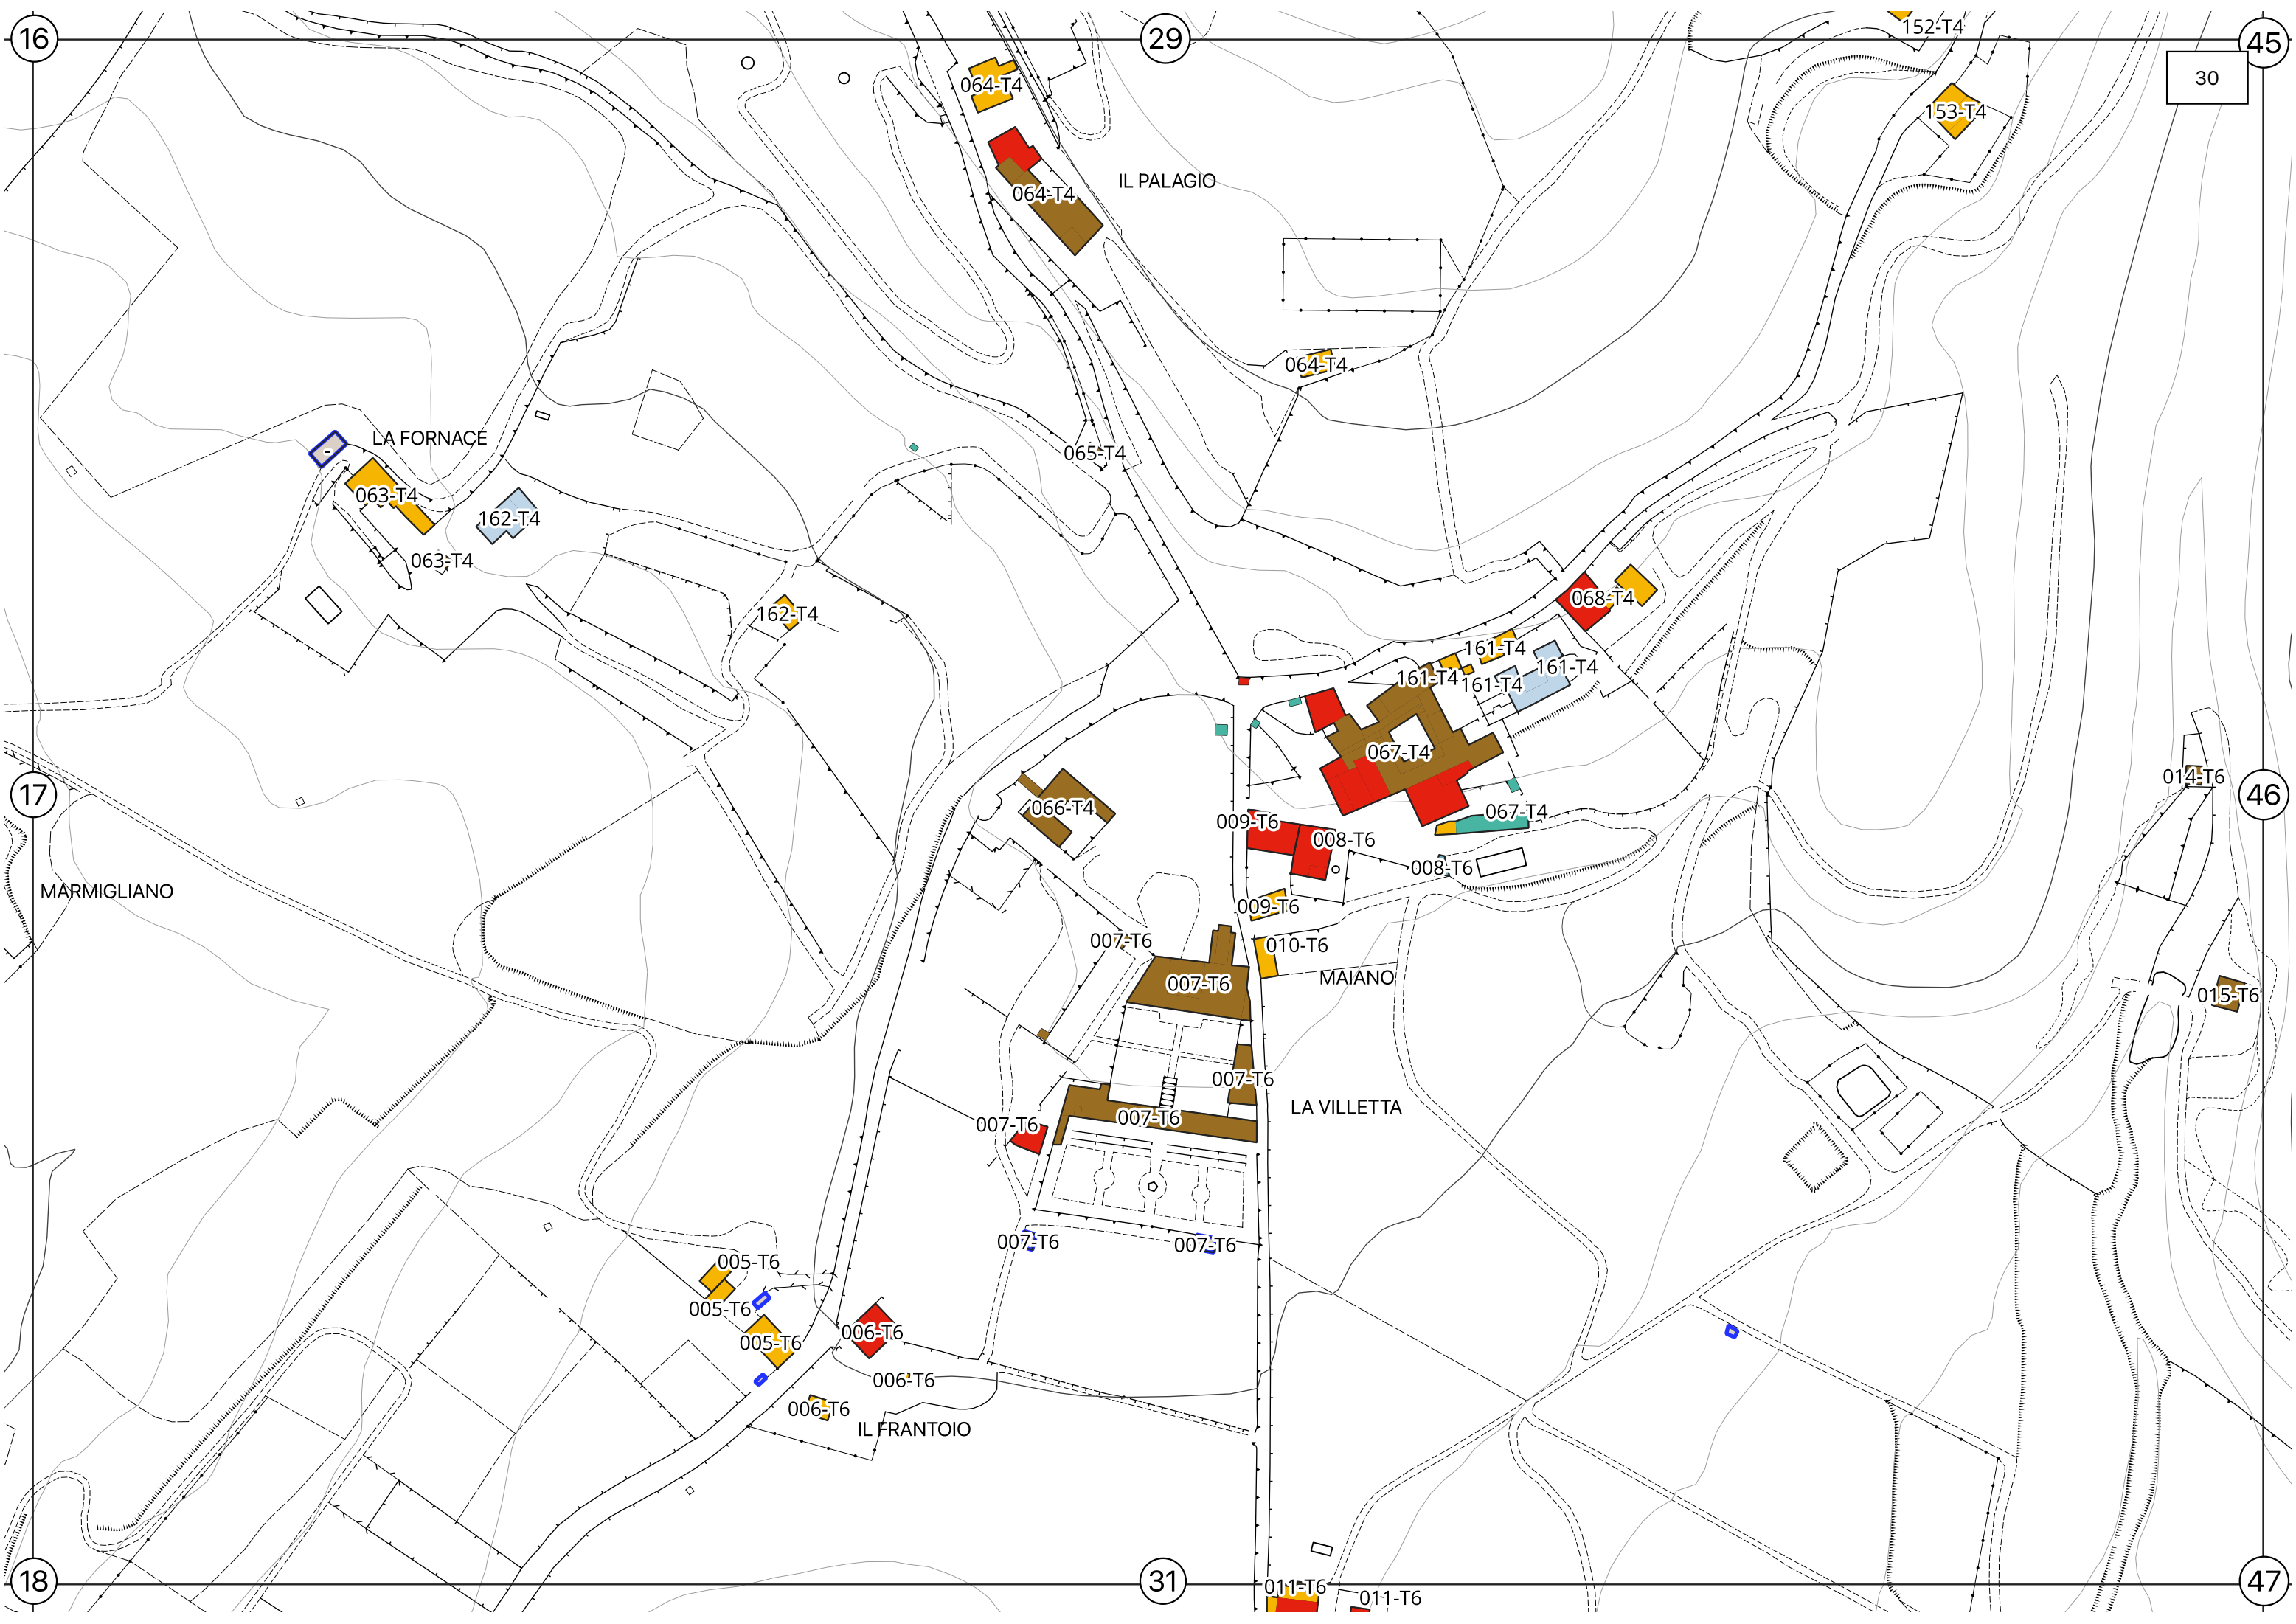 16
29
45
152-T4
30
064-T4
153-T4
IL PALAGIO
064-T4
064-T4
LA FORNACE
-
065-T4
063-T4
162-T4
063-T4
068-T4
162-T4
161-T4
161-T4
161-T4
161-T4
067-T4
014-T6
17
46
066-T4
067-T4
009-T6
008-T6
008-T6
MARMIGLIANO
009-T6
007-T6
010-T6
MAIANO
007-T6
015-T6
007-T6
LA VILLETTA
007-T6
007-T6
007-T6
007-T6
005-T6
005-T6
006-T6
005-T6
006-T6
006-T6
IL FRANTOIO
18
31
47
011-T6
011-T6